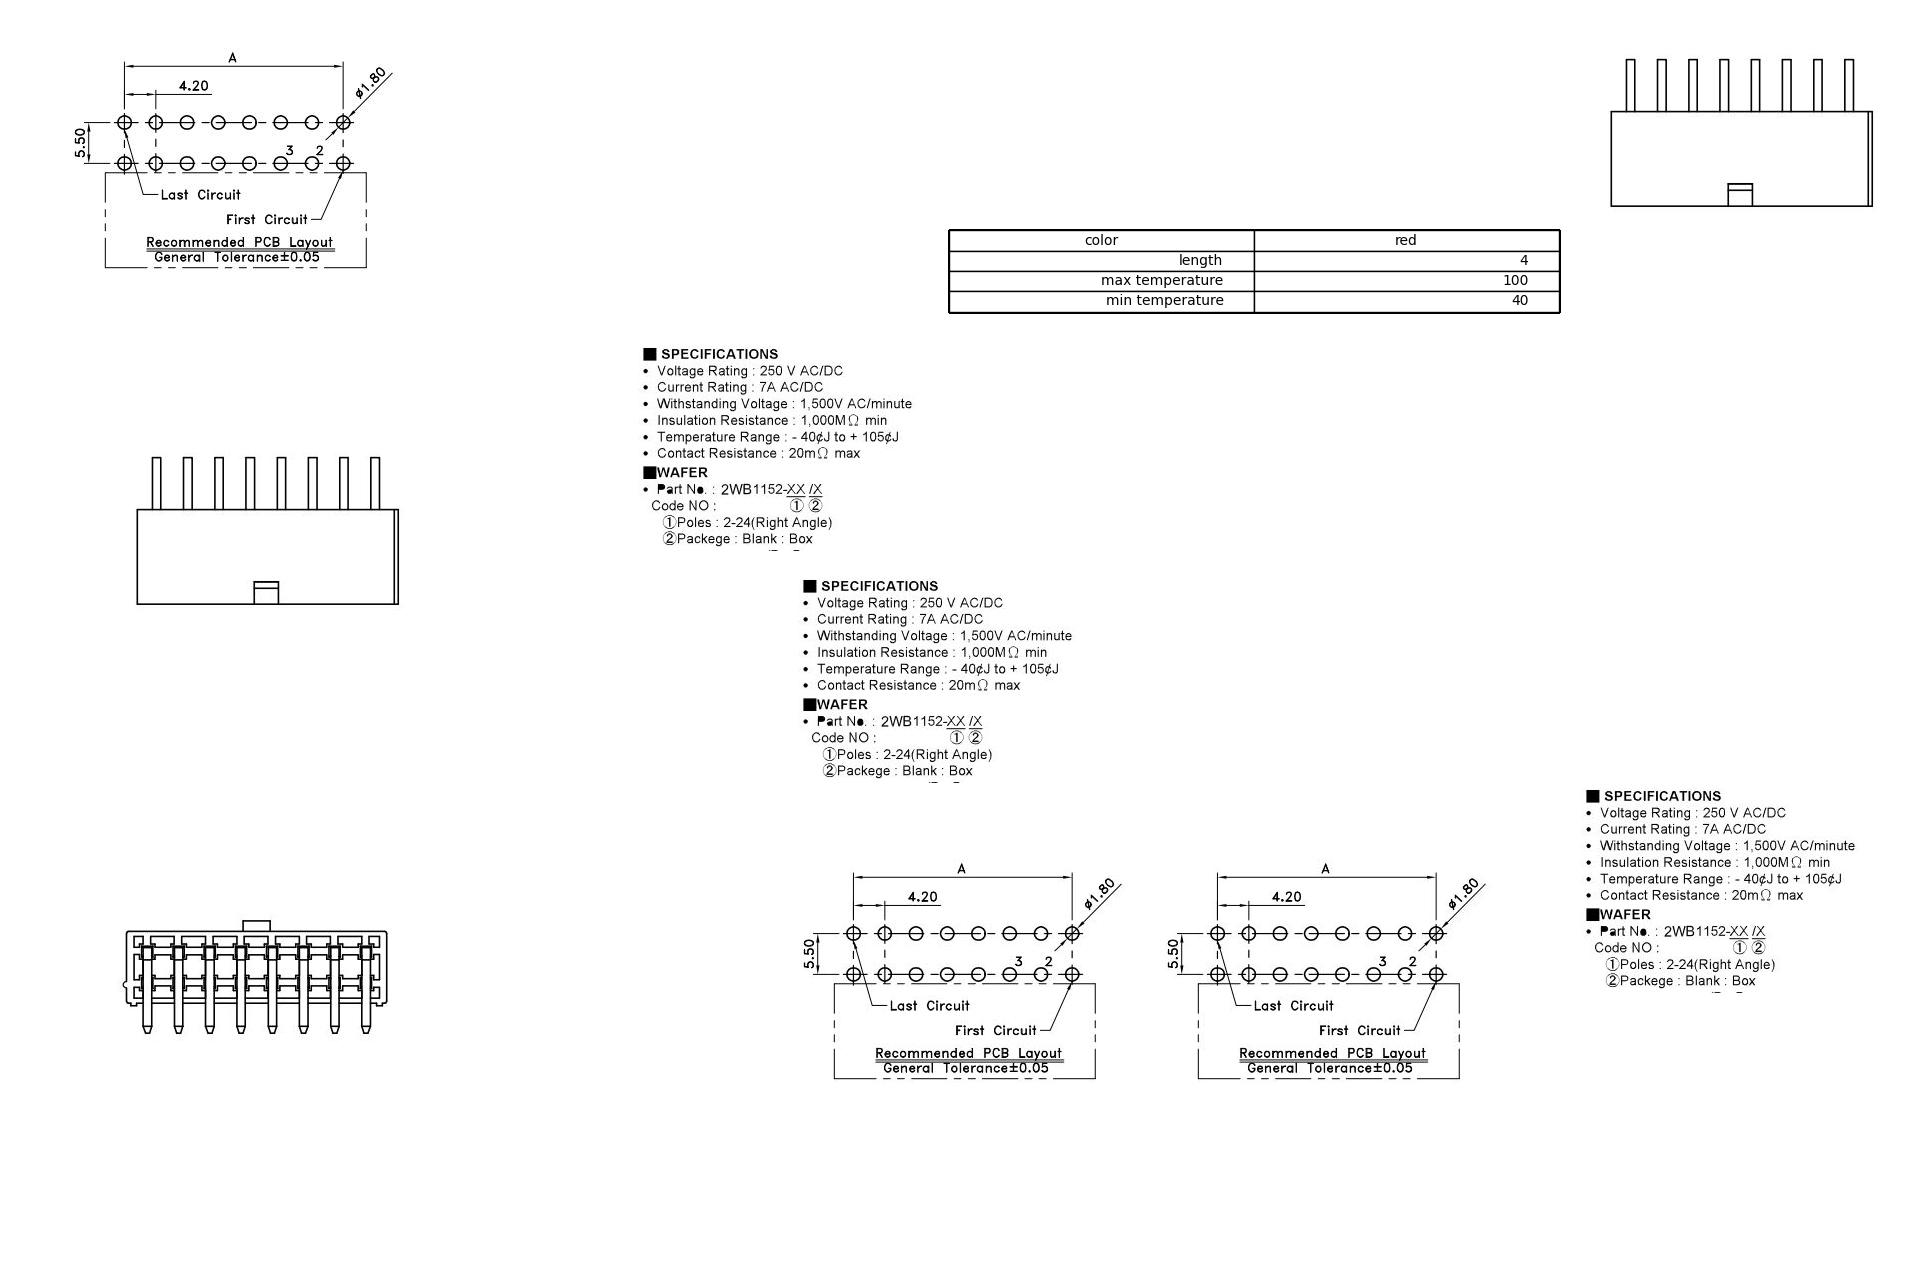 A
4.20
ø1.80
5.50
3 2
Last Circuit
First Circuit
Recommended PCB Layout
General Tolerance±0.05
color red
length 4
max temperature 100
min temperature 40
■ SPECIFICATIONS
• Voltage Rating : 250 V AC/DC
• Current Rating : 7A AC/DC
• Withstanding Voltage : 1,500V AC/minute
• Insulation Resistance : 1,000MΩ min
• Temperature Range : - 40¢J to + 105¢J
• Contact Resistance : 20mΩ max
■WAFER
• Part No. : 2WB1152-XX /X
Code NO : ① ②
①Poles : 2-24(Right Angle)
②Packege : Blank : Box
■ SPECIFICATIONS
• Voltage Rating : 250 V AC/DC
• Current Rating : 7A AC/DC
• Withstanding Voltage : 1,500V AC/minute
• Insulation Resistance : 1,000MΩ min
• Temperature Range : - 40¢J to + 105¢J
• Contact Resistance : 20mΩ max
■WAFER
• Part No. : 2WB1152-XX /X
Code NO : ① ②
①Poles : 2-24(Right Angle)
②Packege : Blank : Box
■ SPECIFICATIONS
• Voltage Rating : 250 V AC/DC
• Current Rating : 7A AC/DC
• Withstanding Voltage : 1,500V AC/minute
• Insulation Resistance : 1,000MΩ min
• Temperature Range : - 40¢J to + 105¢J
• Contact Resistance : 20mΩ max
■WAFER
• Part No. : 2WB1152-XX /X
Code NO : ① ②
①Poles : 2-24(Right Angle)
②Packege : Blank : Box
A
4.20
ø1.80
5.50
3 2
Last Circuit
First Circuit
Recommended PCB Layout
General Tolerance±0.05
A
4.20
ø1.80
5.50
3 2
Last Circuit
First Circuit
Recommended PCB Layout
General Tolerance±0.05